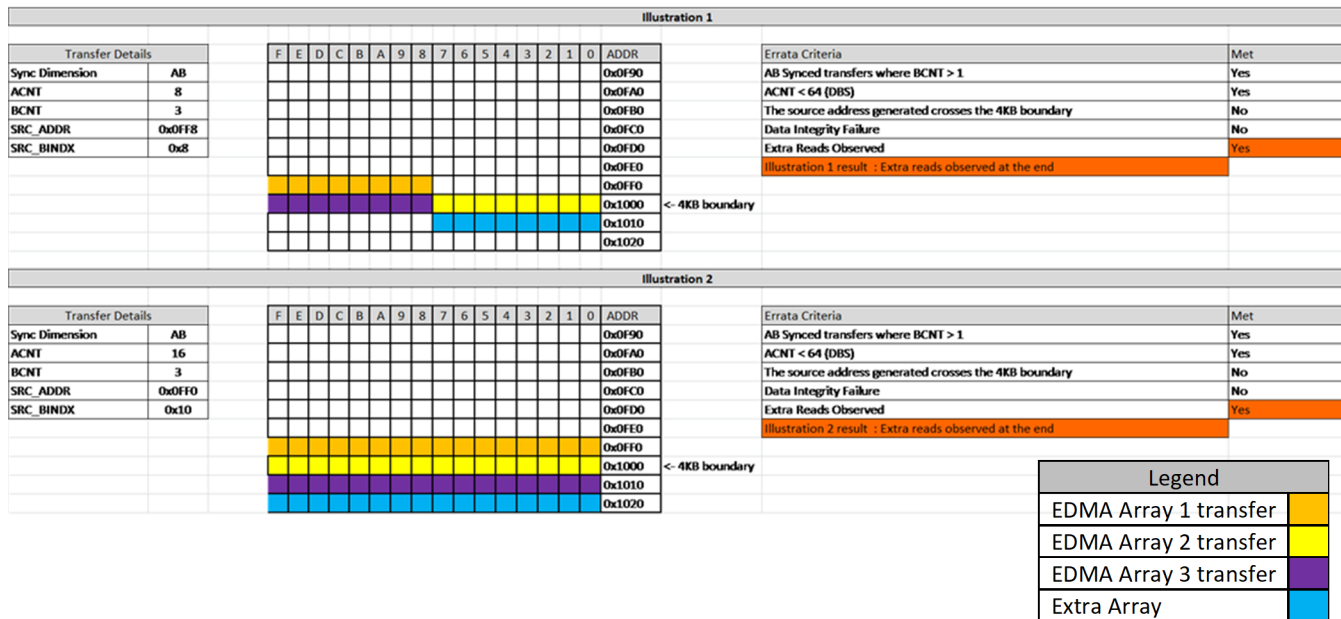 Illustration 1
Transfer Details F E D C B A 9 8 7 6 5 4 3 2 1 0 ADDR Errata Criteria Met
Sync Dimension AB 0x0F90 AB Synced transfers where BCNT > 1 Yes
ACNT 8 0x0FA0 ACNT < 64 (DBS) Yes
BCNT 3 0x0FB0 The source address generated crosses the 4KB boundary No
SRC_ADDR 0x0FF8 0x0FC0 Data Integrity Failure No
SRC_BINDX 0x8 0x0FD0 Extra Reads Observed Yes
0x0FE0 Illustration 1 result : Extra reads observed at the end
0x0FF0
0x1000 <- 4KB boundary
0x1010
0x1020
Illustration 2
Transfer Details F E D C B A 9 8 7 6 5 4 3 2 1 0 ADDR Errata Criteria Met
Sync Dimension AB 0x0F90 AB Synced transfers where BCNT > 1 Yes
ACNT 16 0x0FA0 ACNT < 64 (DBS) Yes
BCNT 3 0x0FB0 The source address generated crosses the 4KB boundary No
SRC_ADDR 0x0FF0 0x0FC0 Data Integrity Failure No
SRC_BINDX 0x10 0x0FD0 Extra Reads Observed Yes
0x0FE0 Illustration 2 result : Extra reads observed at the end
0x0FF0
0x1000 <- 4KB boundary
0x1010
0x1020
Legend
EDMA Array 1 transfer
EDMA Array 2 transfer
EDMA Array 3 transfer
Extra Array